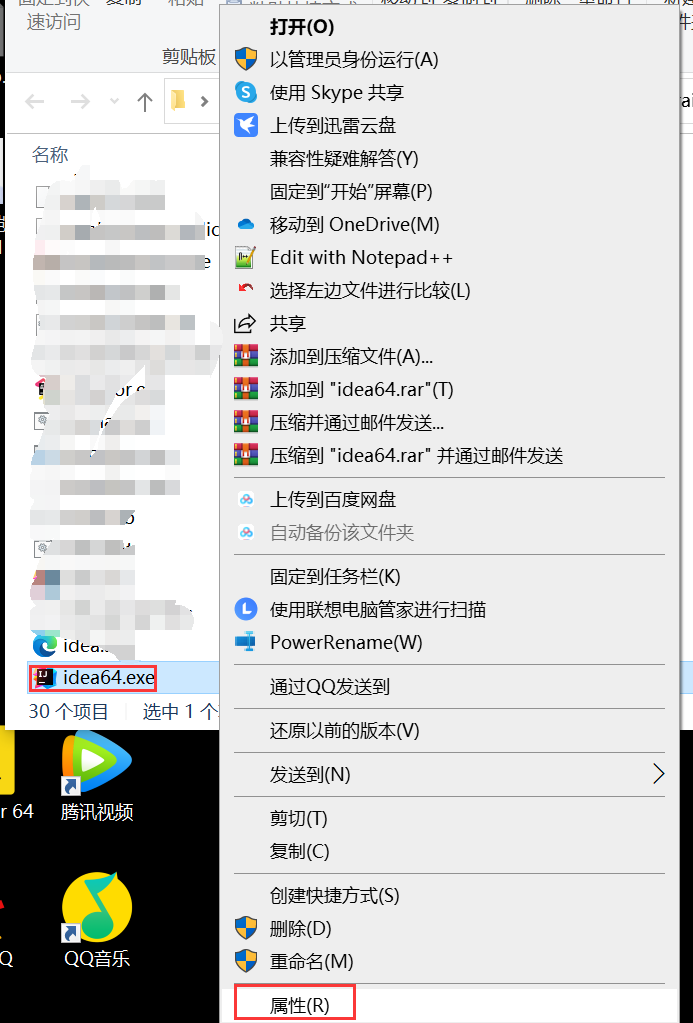 速访问
剪贴板
名称
idea64.exe
30 个项目
选中 1 个
r 64
腾讯视频
Q
QQ音乐
打开(O)
以管理员身份运行(A)
使用 Skype 共享
上传到迅雷云盘
兼容性疑难解答(Y)
固定到"开始"屏幕(P)
移动到 OneDrive(M)
Edit with Notepad++
选择左边文件进行比较(L)
共享
添加到压缩文件(A)...
添加到 "idea64.rar"(T)
压缩并通过邮件发送...
压缩到 "idea64.rar" 并通过邮件发送
上传到百度网盘
自动备份该文件夹
固定到任务栏(K)
使用联想电脑管家进行扫描
PowerRename(W)
通过QQ发送到
还原以前的版本(V)
发送到(N)
剪切(T)
复制(C)
创建快捷方式(S)
删除(D)
重命名(M)
属性(R)